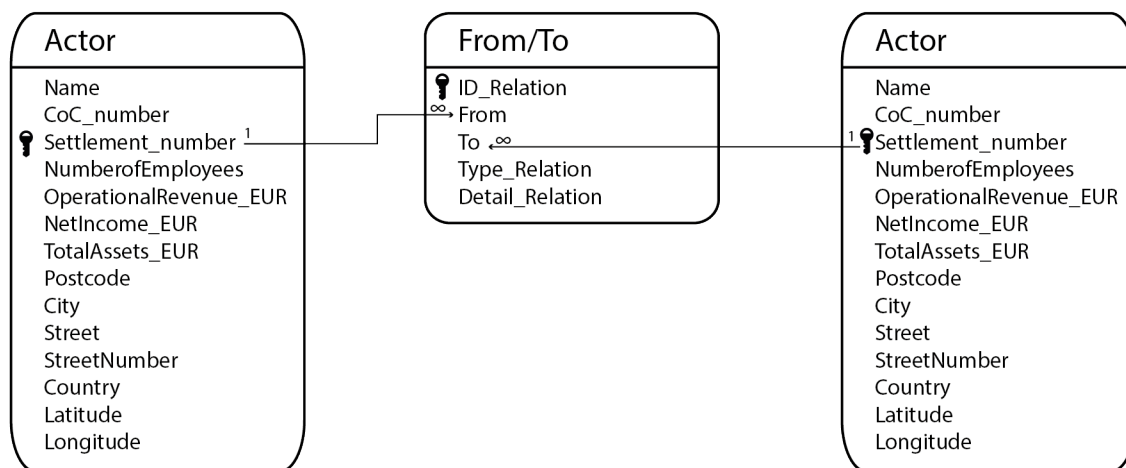 Actor
Name
CoC_number
Settlement_number 1
NumberofEmployees
OperationalRevenue_EUR
NetIncome_EUR
TotalAssets_EUR
Postcode
City
Street
StreetNumber
Country
Latitude
Longitude
From/To
ID_Relation
∞ From
To ∞
Type_Relation
Detail_Relation
Actor
Name
CoC_number
1 Settlement_number
NumberofEmployees
OperationalRevenue_EUR
NetIncome_EUR
TotalAssets_EUR
Postcode
City
Street
StreetNumber
Country
Latitude
Longitude